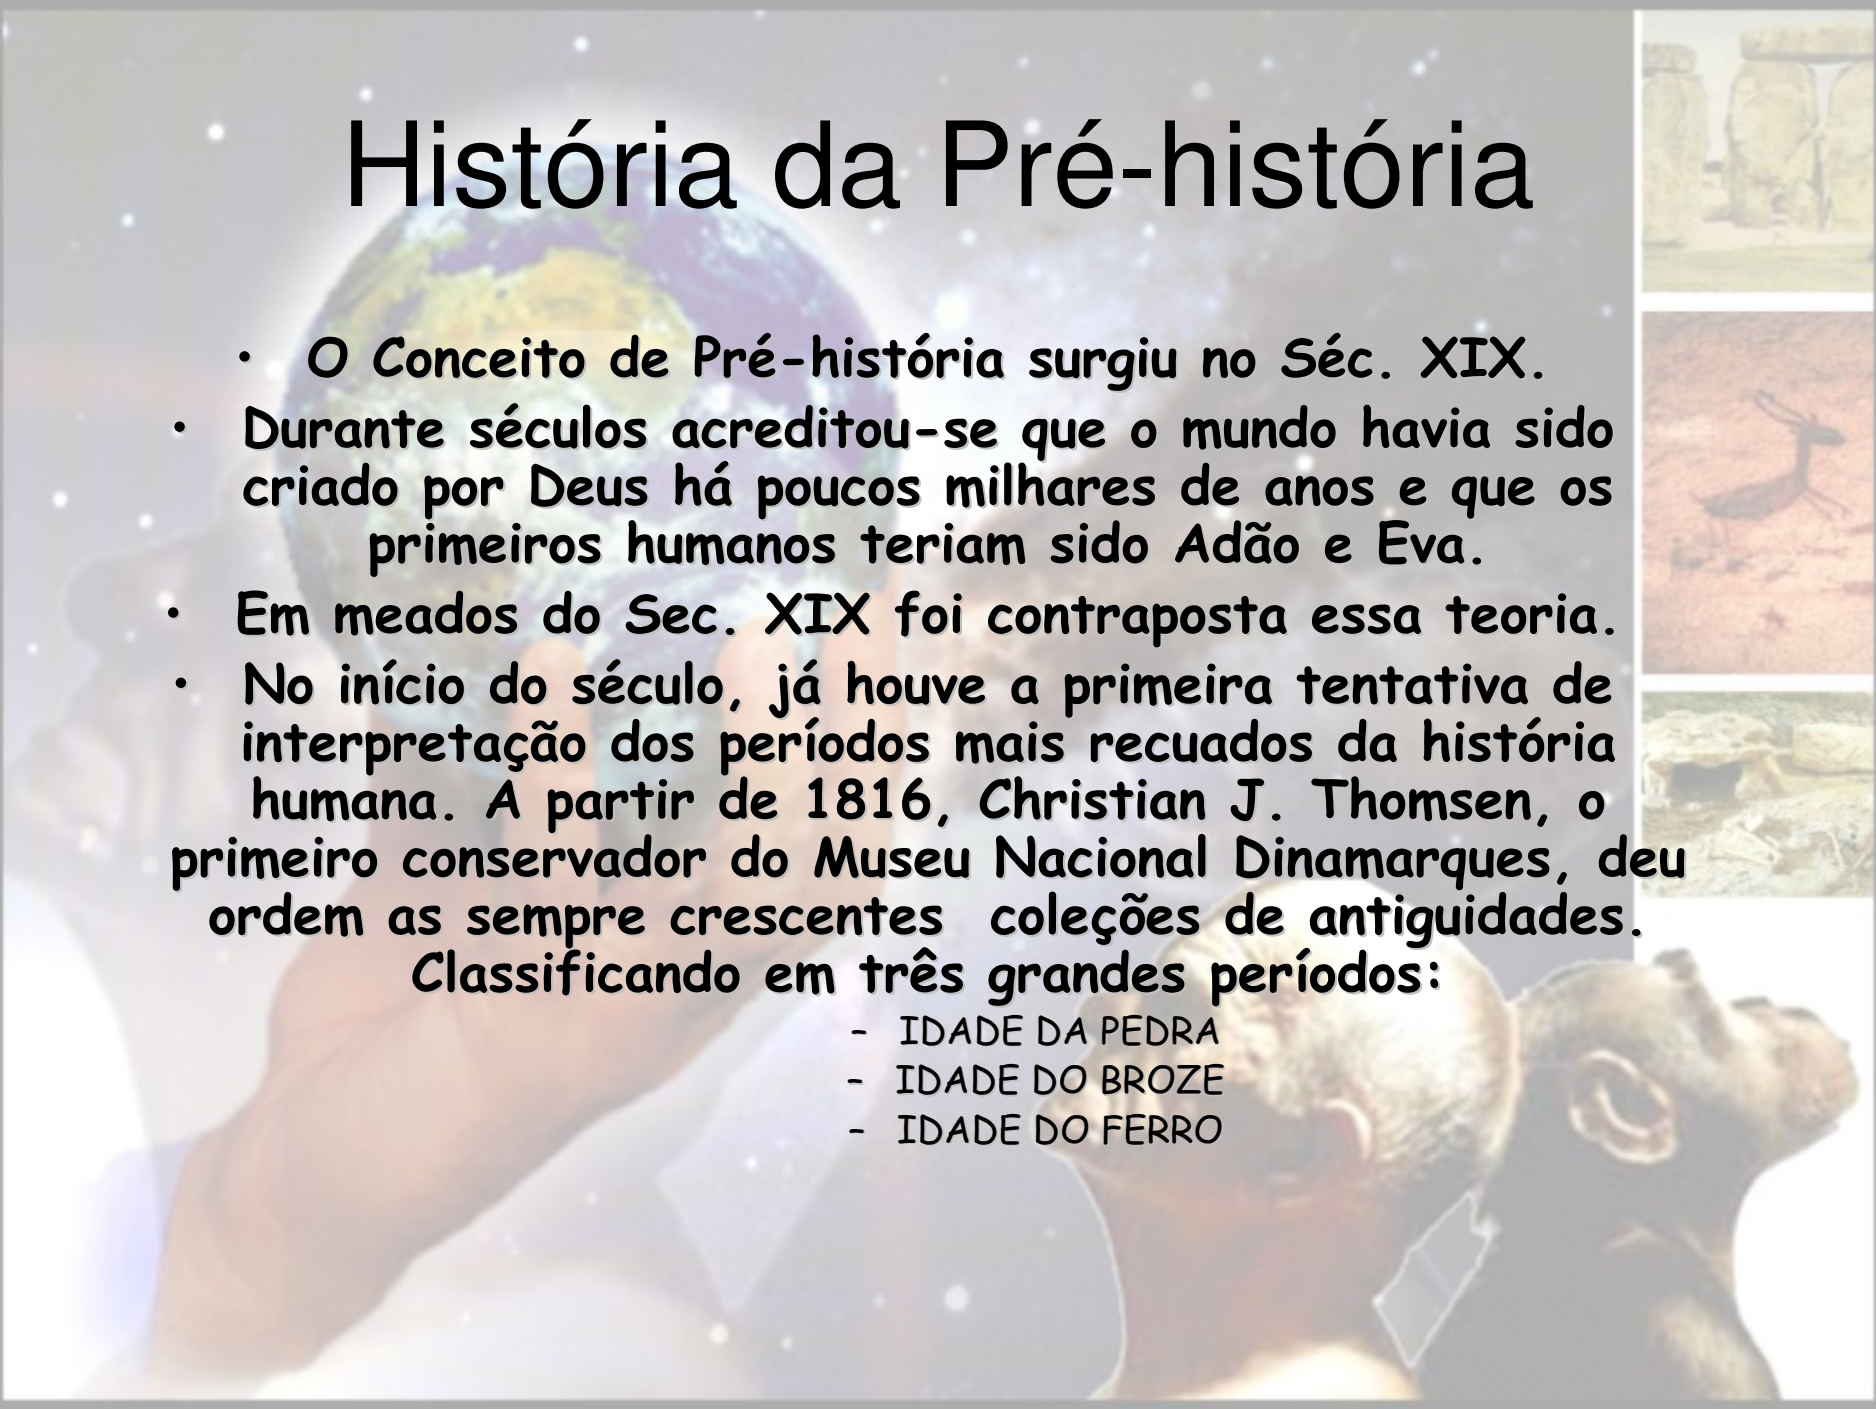 História da Pré-história
• O Conceito de Pré-história surgiu no Séc. XIX.
• Durante séculos acreditou-se que o mundo havia sido
criado por Deus há poucos milhares de anos e que os
primeiros humanos teriam sido Adão e Eva.
• Em meados do Sec. XIX foi contraposta essa teoria.
• No início do século, já houve a primeira tentativa de
interpretação dos períodos mais recuados da história
humana. A partir de 1816, Christian J. Thomsen, o
primeiro conservador do Museu Nacional Dinamarques, deu
ordem as sempre crescentes  coleções de antiguidades.
Classificando em três grandes períodos:
– IDADE DA PEDRA
– IDADE DO BROZE
– IDADE DO FERRO